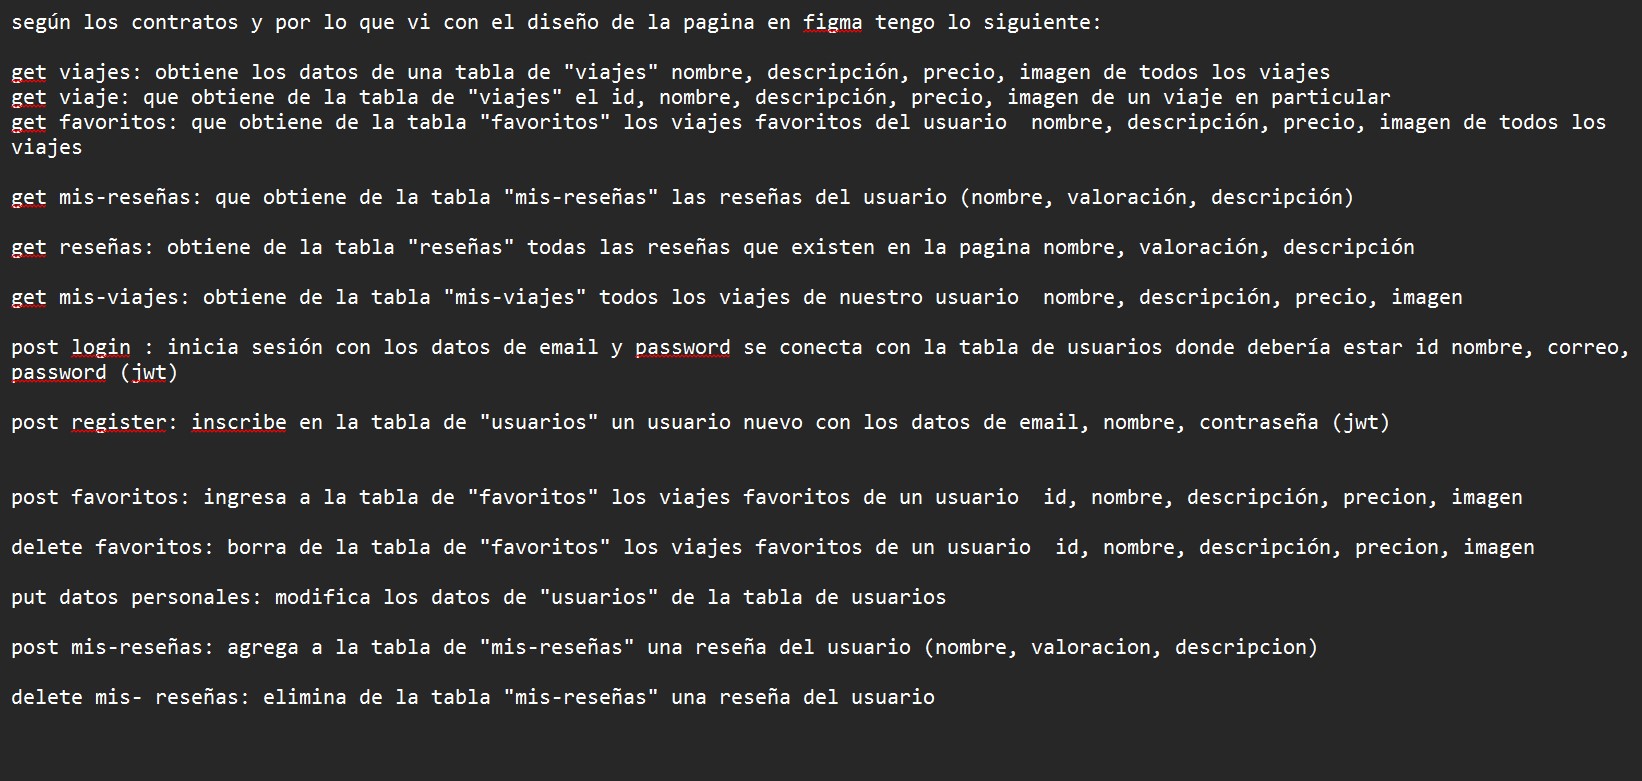 según los contratos y por lo que vi con el diseño de la pagina en figma tengo lo siguiente:
get viajes: obtiene los datos de una tabla de "viajes" nombre, descripción, precio, imagen de todos los viajes
get viaje: que obtiene de la tabla de "viajes" el id, nombre, descripción, precio, imagen de un viaje en particular
get favoritos: que obtiene de la tabla "favoritos" los viajes favoritos del usuario  nombre, descripción, precio, imagen de todos los
viajes
get mis-reseñas: que obtiene de la tabla "mis-reseñas" las reseñas del usuario (nombre, valoración, descripción)
get reseñas: obtiene de la tabla "reseñas" todas las reseñas que existen en la pagina nombre, valoración, descripción
get mis-viajes: obtiene de la tabla "mis-viajes" todos los viajes de nuestro usuario  nombre, descripción, precio, imagen
post login : inicia sesión con los datos de email y password se conecta con la tabla de usuarios donde debería estar id nombre, correo,
password (jwt)
post register: inscribe en la tabla de "usuarios" un usuario nuevo con los datos de email, nombre, contraseña (jwt)
post favoritos: ingresa a la tabla de "favoritos" los viajes favoritos de un usuario  id, nombre, descripción, precion, imagen
delete favoritos: borra de la tabla de "favoritos" los viajes favoritos de un usuario  id, nombre, descripción, precion, imagen
put datos personales: modifica los datos de "usuarios" de la tabla de usuarios
post mis-reseñas: agrega a la tabla de "mis-reseñas" una reseña del usuario (nombre, valoracion, descripcion)
delete mis- reseñas: elimina de la tabla "mis-reseñas" una reseña del usuario